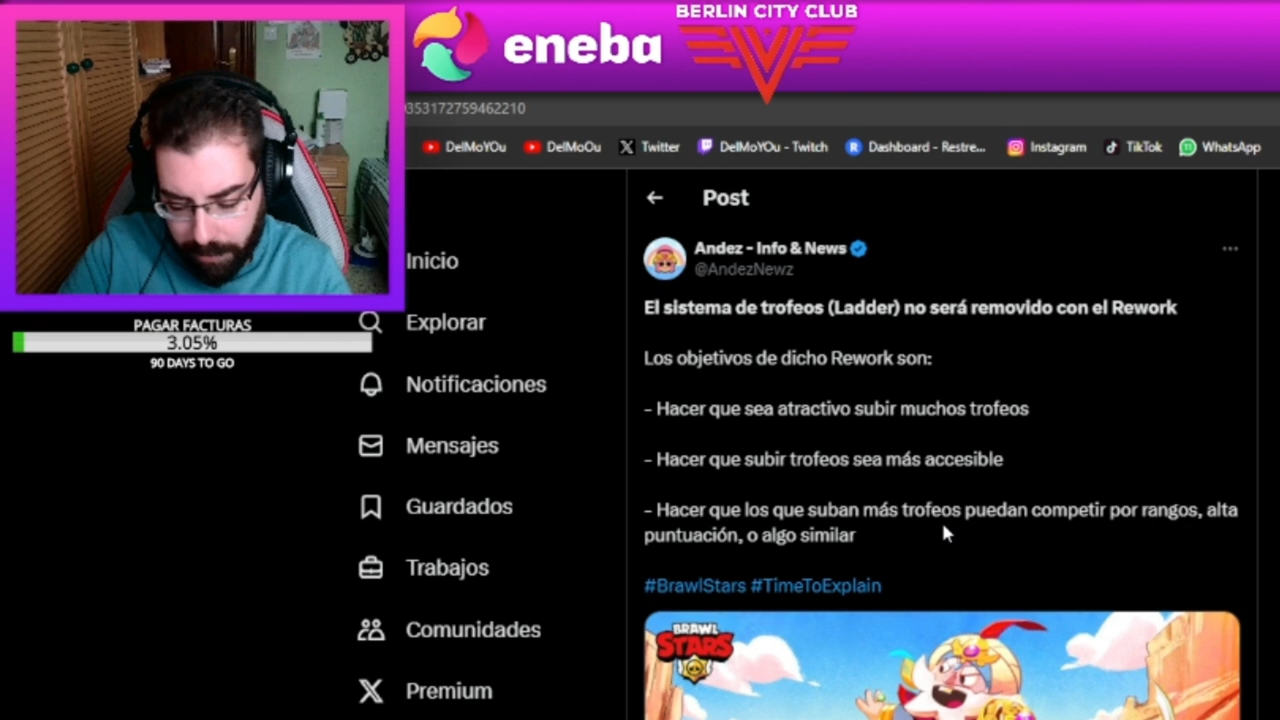 BERLIN CITY CLUB
eneba
353172759462210
DelMoYOu
DelMoOu
Twitter
DelMoYOu - Twitch
Dashboard - Restre...
Instagram
TikTok
WhatsApp
Post
Andez - Info & News
@AndezNewz
El sistema de trofeos (Ladder) no será removido con el Rework
Los objetivos de dicho Rework son:
- Hacer que sea atractivo subir muchos trofeos
- Hacer que subir trofeos sea más accesible
- Hacer que los que suban más trofeos puedan competir por rangos, alta
puntuación, o algo similar
#BrawlStars #TimeToExplain
BRAWL
STARS
Inicio
Explorar
Notificaciones
Mensajes
Guardados
Trabajos
Comunidades
Premium
PAGAR FACTURAS
3.05%
90 DAYS TO GO